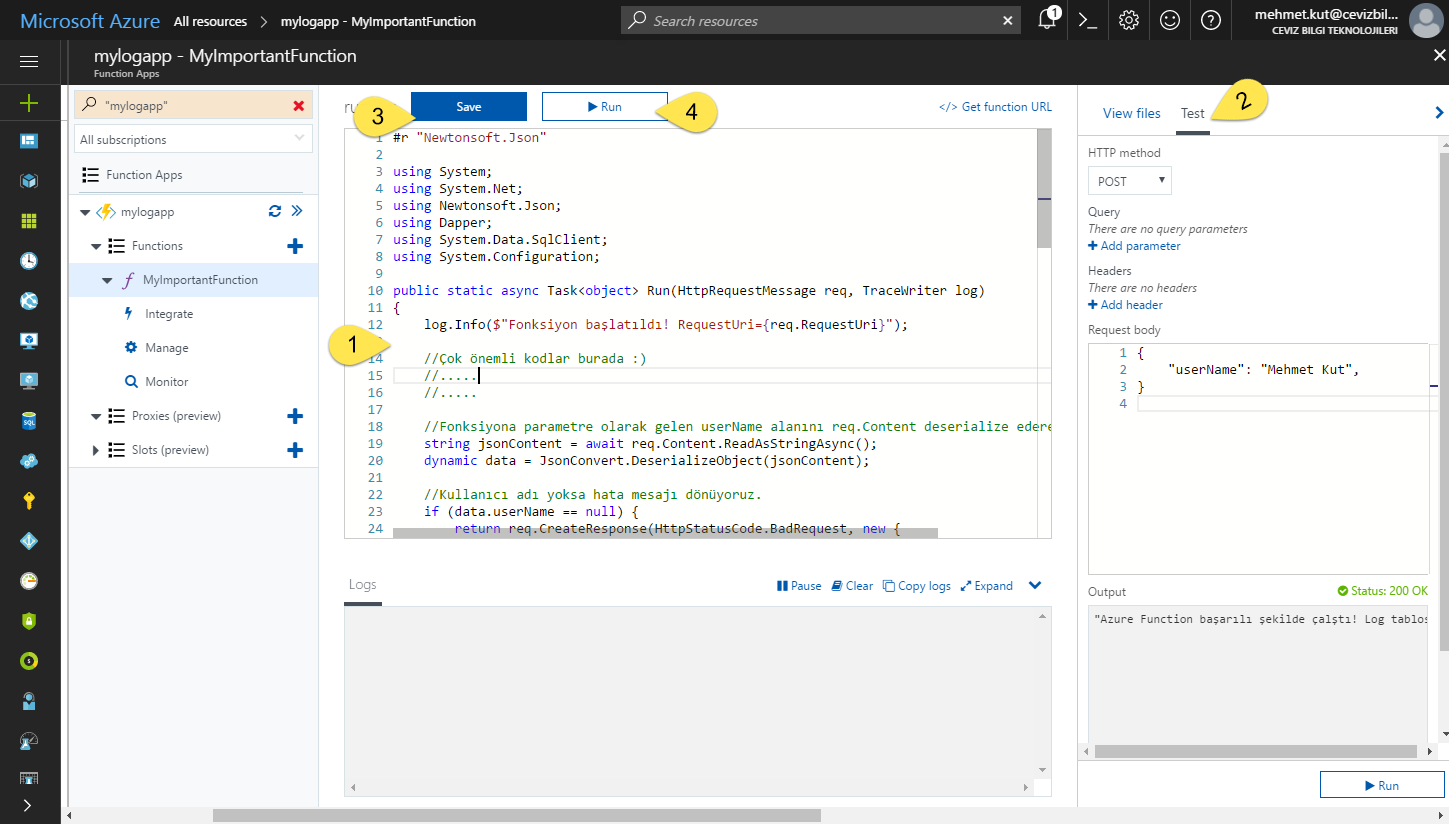 Microsoft Azure All resources > mylogapp - MyImportantFunction
Search resources
1
mehmet.kut@cevizbil...
CEVIZ BILGI TEKNOLOJILERI
mylogapp - MyImportantFunction
Function Apps
"mylogapp"
All subscriptions
Function Apps
mylogapp
Functions
MyImportantFunction
Integrate
Manage
Monitor
Proxies (preview)
Slots (preview)
3
Save
Run
4
</> Get function URL
1 #r "Newtonsoft.Json"
2
3 using System;
4 using System.Net;
5 using Newtonsoft.Json;
6 using Dapper;
7 using System.Data.SqlClient;
8 using System.Configuration;
9
10 public static async Task<object> Run(HttpRequestMessage req, TraceWriter log)
11 {
12 log.Info($"Fonksiyon başlatıldı! RequestUri={req.RequestUri}");
1
14 //Çok önemli kodlar burada :)
15 //.....
16 //.....
17
18 //Fonksiyona parametre olarak gelen userName alanını req.Content deserialize edere
19 string jsonContent = await req.Content.ReadAsStringAsync();
20 dynamic data = JsonConvert.DeserializeObject(jsonContent);
21
22 //Kullanıcı adı yoksa hata mesajı dönüyoruz.
23 if (data.userName == null) {
24 return req.CreateResponse(HttpStatusCode.BadRequest, new {
Logs
Pause Clear Copy logs Expand
View files Test
2
HTTP method
POST
Query
There are no query parameters
Add parameter
Headers
There are no headers
Add header
Request body
1 {
2 "userName": "Mehmet Kut",
3 }
4
Output Status: 200 OK
"Azure Function başarılı şekilde çalştı! Log tablos
Run